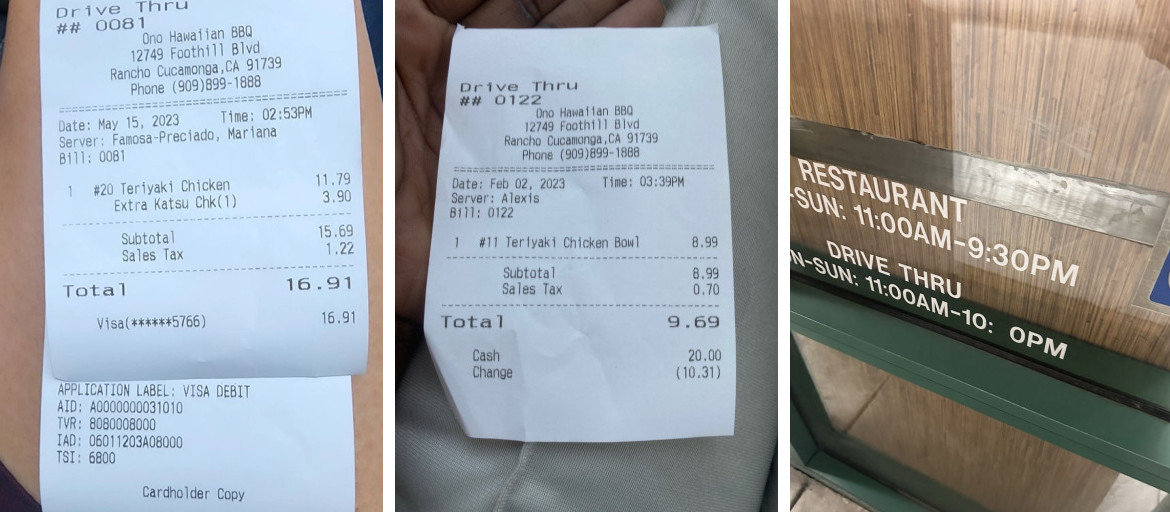 Drive Thru
## 0081
Ono Hawaiian BBQ
12749 Foothill Blvd
Rancho Cucamonga,CA 91739
Phone (909)899-1888
Date: May 15, 2023 Time: 02:53PM
Server: Famosa-Preciado, Mariana
Bill: 0081
1 #20 Teriyaki Chicken 11.79
Extra Katsu Chk(1) 3.90
Subtotal 15.69
Sales Tax 1.22
Total 16.91
Visa(******5766) 16.91
APPLICATION LABEL: VISA DEBIT
AID: A0000000031010
TVR: 8080008000
IAD: 06011203A08000
TSI: 6800
Cardholder Copy
Drive Thru
## 0122
Ono Hawaiian BBQ
12749 Foothill Blvd
Rancho Cucamonga,CA 91739
Phone (909)899-1888
Date: Feb 02, 2023 Time: 03:39PM
Server: Alexis
Bill: 0122
1 #11 Teriyaki Chicken Bowl 8.99
Subtotal 8.99
Sales Tax 0.70
Total 9.69
Cash 20.00
Change (10.31)
RESTAURANT
-SUN: 11:00AM-9:30PM
DRIVE THRU
N-SUN: 11:00AM-10: 0PM